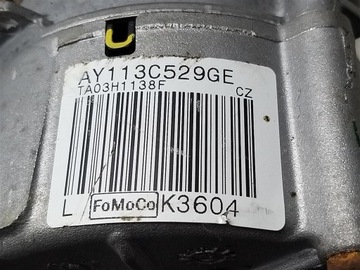 AY113C529GE
TA03H1138F CZ
L FoMoCo K3604